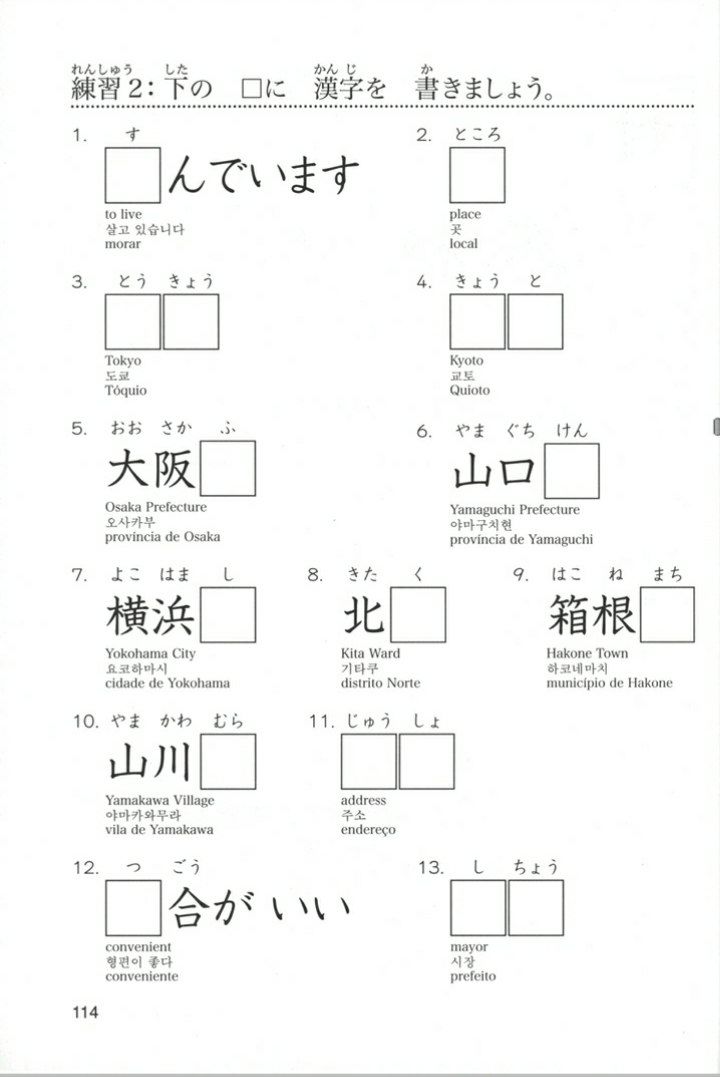 れんしゅう した かんじ か
練習2：下の □に 漢字を 書きましょう。
1. す
□んでいます
to live
살고 있습니다
morar
2. ところ
□
place
곳
local
3. とう きょう
□□
Tokyo
도쿄
Tóquio
4. きょう と
□□
Kyoto
교토
Quioto
5. おお さか ふ
大阪□
Osaka Prefecture
오사카부
província de Osaka
6. やま ぐち けん
山口□
Yamaguchi Prefecture
야마구치현
província de Yamaguchi
7. よこ はま し
横浜□
Yokohama City
요코하마시
cidade de Yokohama
8. きた く
北□
Kita Ward
기타쿠
distrito Norte
9. はこ ね まち
箱根□
Hakone Town
하코네마치
município de Hakone
10. やま かわ むら
山川□
Yamakawa Village
야마카와무라
vila de Yamakawa
11. じゅう しょ
□□
address
주소
endereço
12. つ ごう
□合が いい
convenient
형편이 좋다
conveniente
13. し ちょう
□□
mayor
시장
prefeito
114